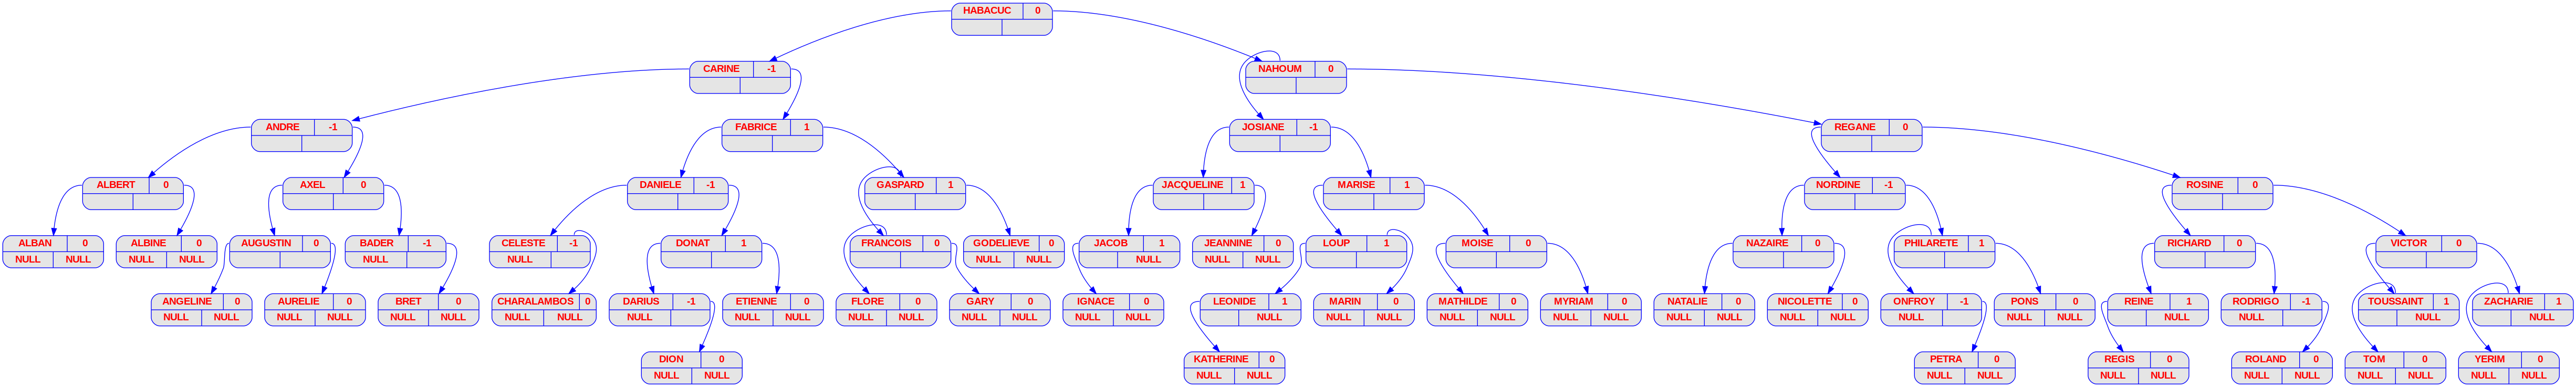 HABACUC 0
CARINE -1 NAHOUM 0
ANDRE -1 FABRICE 1 JOSIANE -1 REGANE 0
ALBERT 0 AXEL 0 DANIELE -1 GASPARD 1 JACQUELINE 1 MARISE 1 NORDINE -1 ROSINE 0
ALBAN 0 ALBINE 0 AUGUSTIN 0 BADER -1 CELESTE -1 DONAT 1 FRANCOIS 0 GODELIEVE 0 JACOB 1 JEANNINE 0 LOUP 1 MOISE 0 NAZAIRE 0 PHILARETE 1 RICHARD 0 VICTOR 0
NULL NULL NULL NULL NULL NULL NULL NULL NULL NULL NULL
ANGELINE 0 AURELIE 0 BRET 0 CHARALAMBOS 0 DARIUS -1 ETIENNE 0 FLORE 0 GARY 0 IGNACE 0 LEONIDE 1 MARIN 0 MATHILDE 0 MYRIAM 0 NATALIE 0 NICOLETTE 0 ONFROY -1 PONS 0 REINE 1 RODRIGO -1 TOUSSAINT 1 ZACHARIE 1
NULL NULL NULL NULL NULL NULL NULL NULL NULL NULL NULL NULL NULL NULL NULL NULL NULL NULL NULL NULL NULL NULL NULL NULL NULL NULL NULL NULL NULL NULL NULL NULL NULL NULL NULL
DION 0 KATHERINE 0 PETRA 0 REGIS 0 ROLAND 0 TOM 0 YERIM 0
NULL NULL NULL NULL NULL NULL NULL NULL NULL NULL NULL NULL NULL NULL